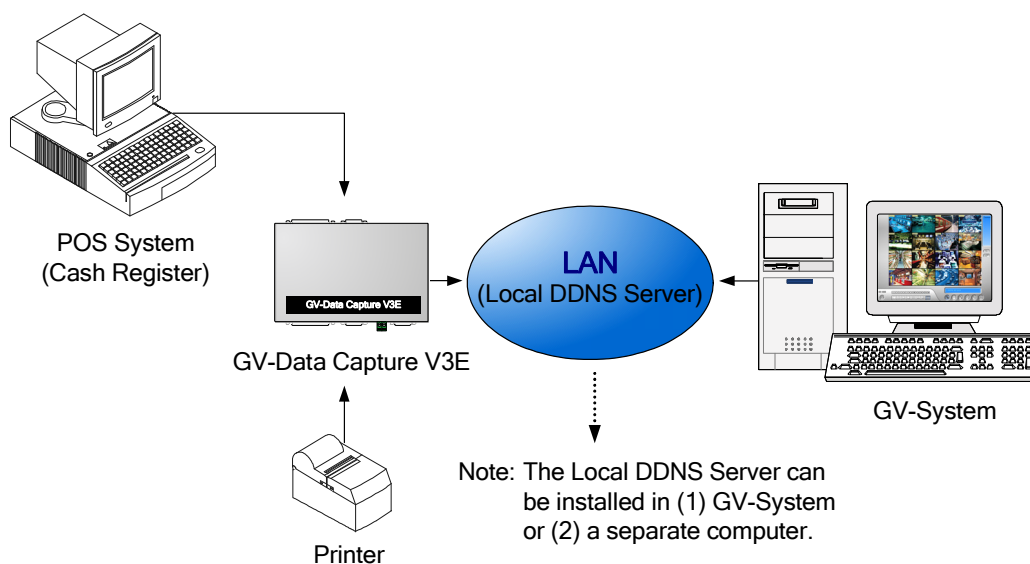 POS System
(Cash Register)
GV-Data Capture V3E
GV-Data Capture V3E
LAN
(Local DDNS Server)
GV-System
Printer
Note: The Local DDNS Server can
be installed in (1) GV-System
or (2) a separate computer.